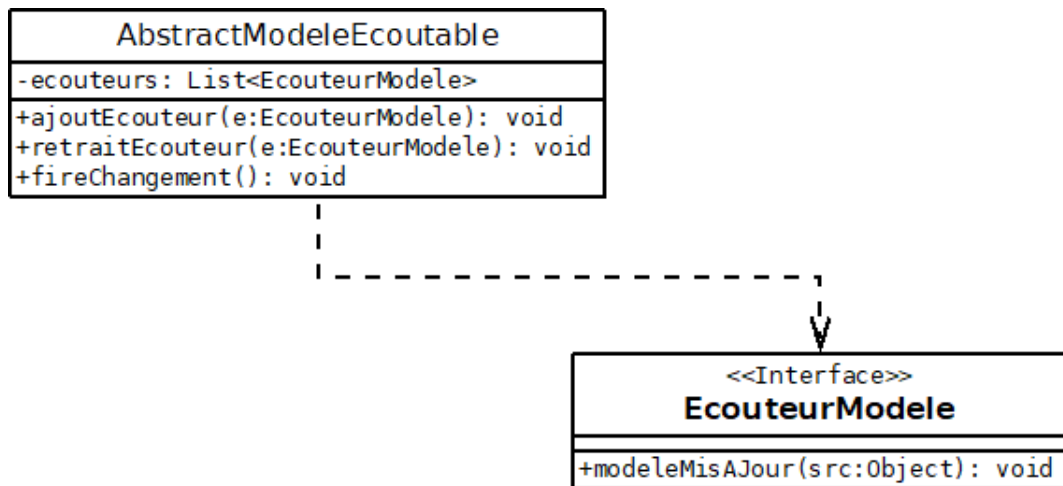 AbstractModeleEcoutable
-ecouteurs: List<EcouteurModele>
+ajoutEcouteur(e:EcouteurModele): void
+retraitEcouteur(e:EcouteurModele): void
+fireChangement(): void
<<Interface>>
EcouteurModele
+modeleMisAJour(src:Object): void